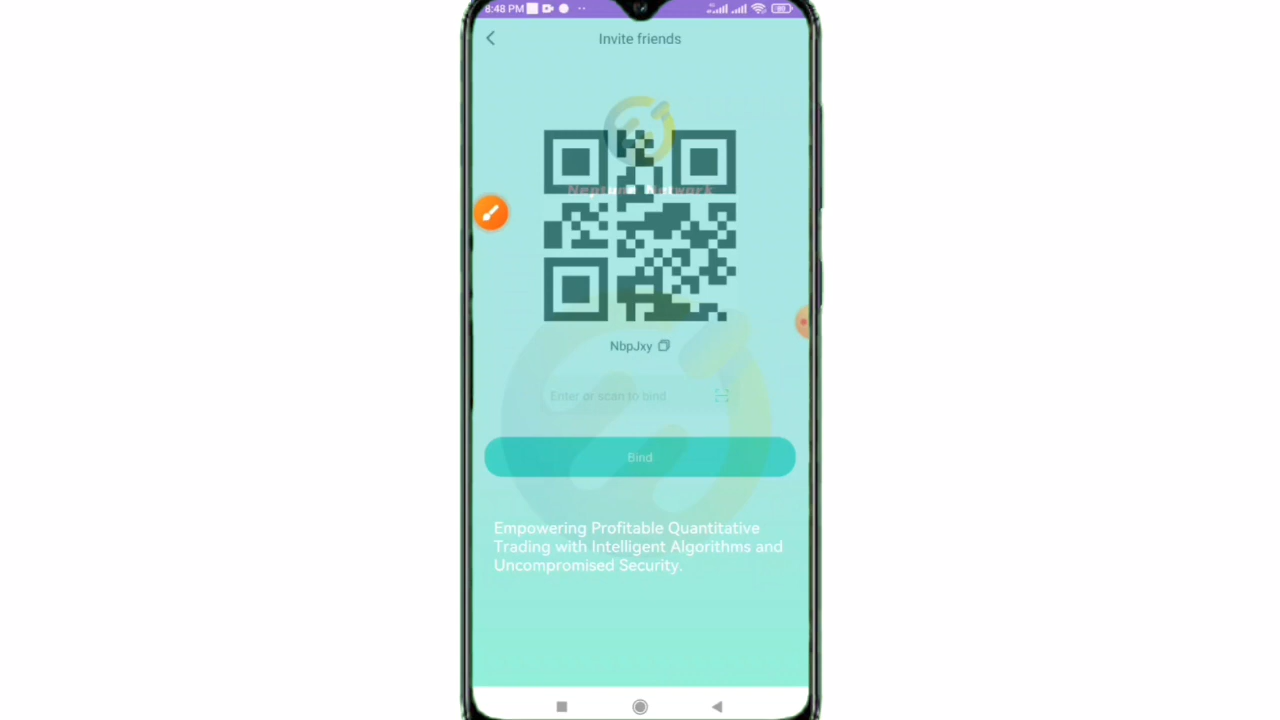 8:48 PM
Invite friends
Neptune Network
NbpJxy
Enter or scan to bind
Bind
Empowering Profitable Quantitative
Trading with Intelligent Algorithms and
Uncompromised Security.